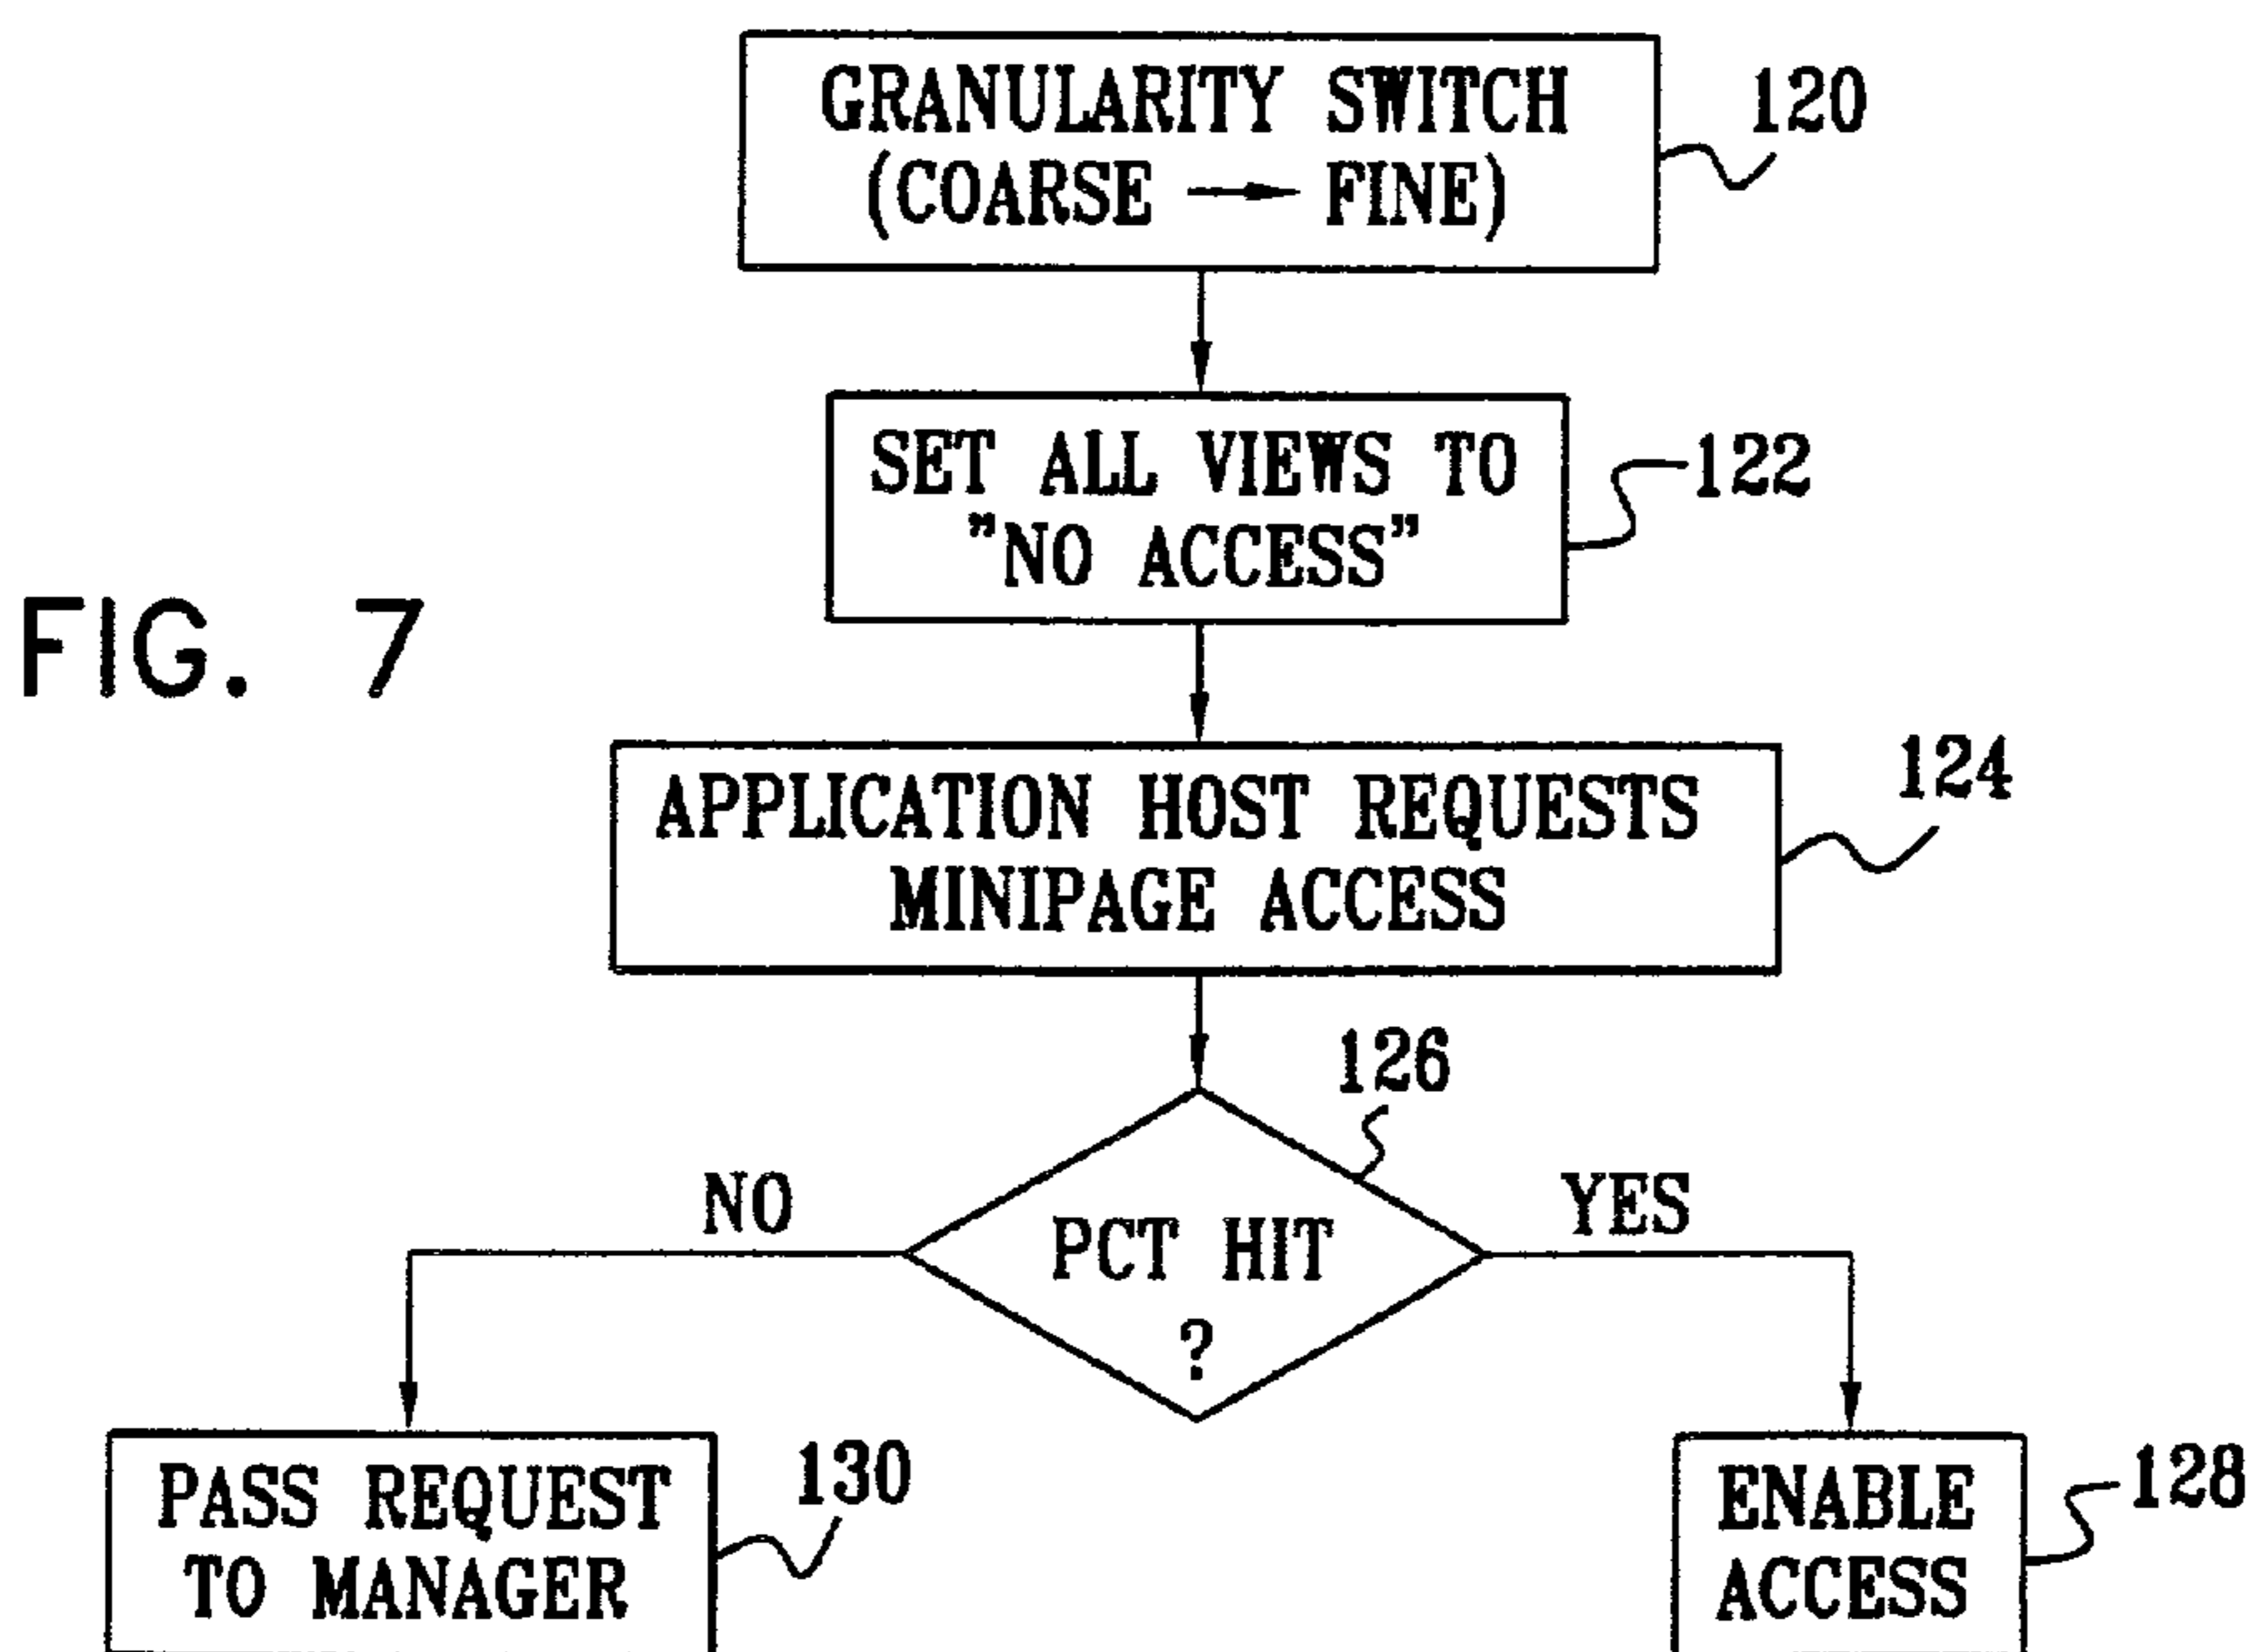 GRANULARITY SWITCH
(COARSE → FINE)
120
SET ALL VIEWS TO
"NO ACCESS"
122
FIG. 7
APPLICATION HOST REQUESTS
MINIPAGE ACCESS
124
126
NO
YES
PCT HIT
?
PASS REQUEST
TO MANAGER
130
ENABLE
ACCESS
128